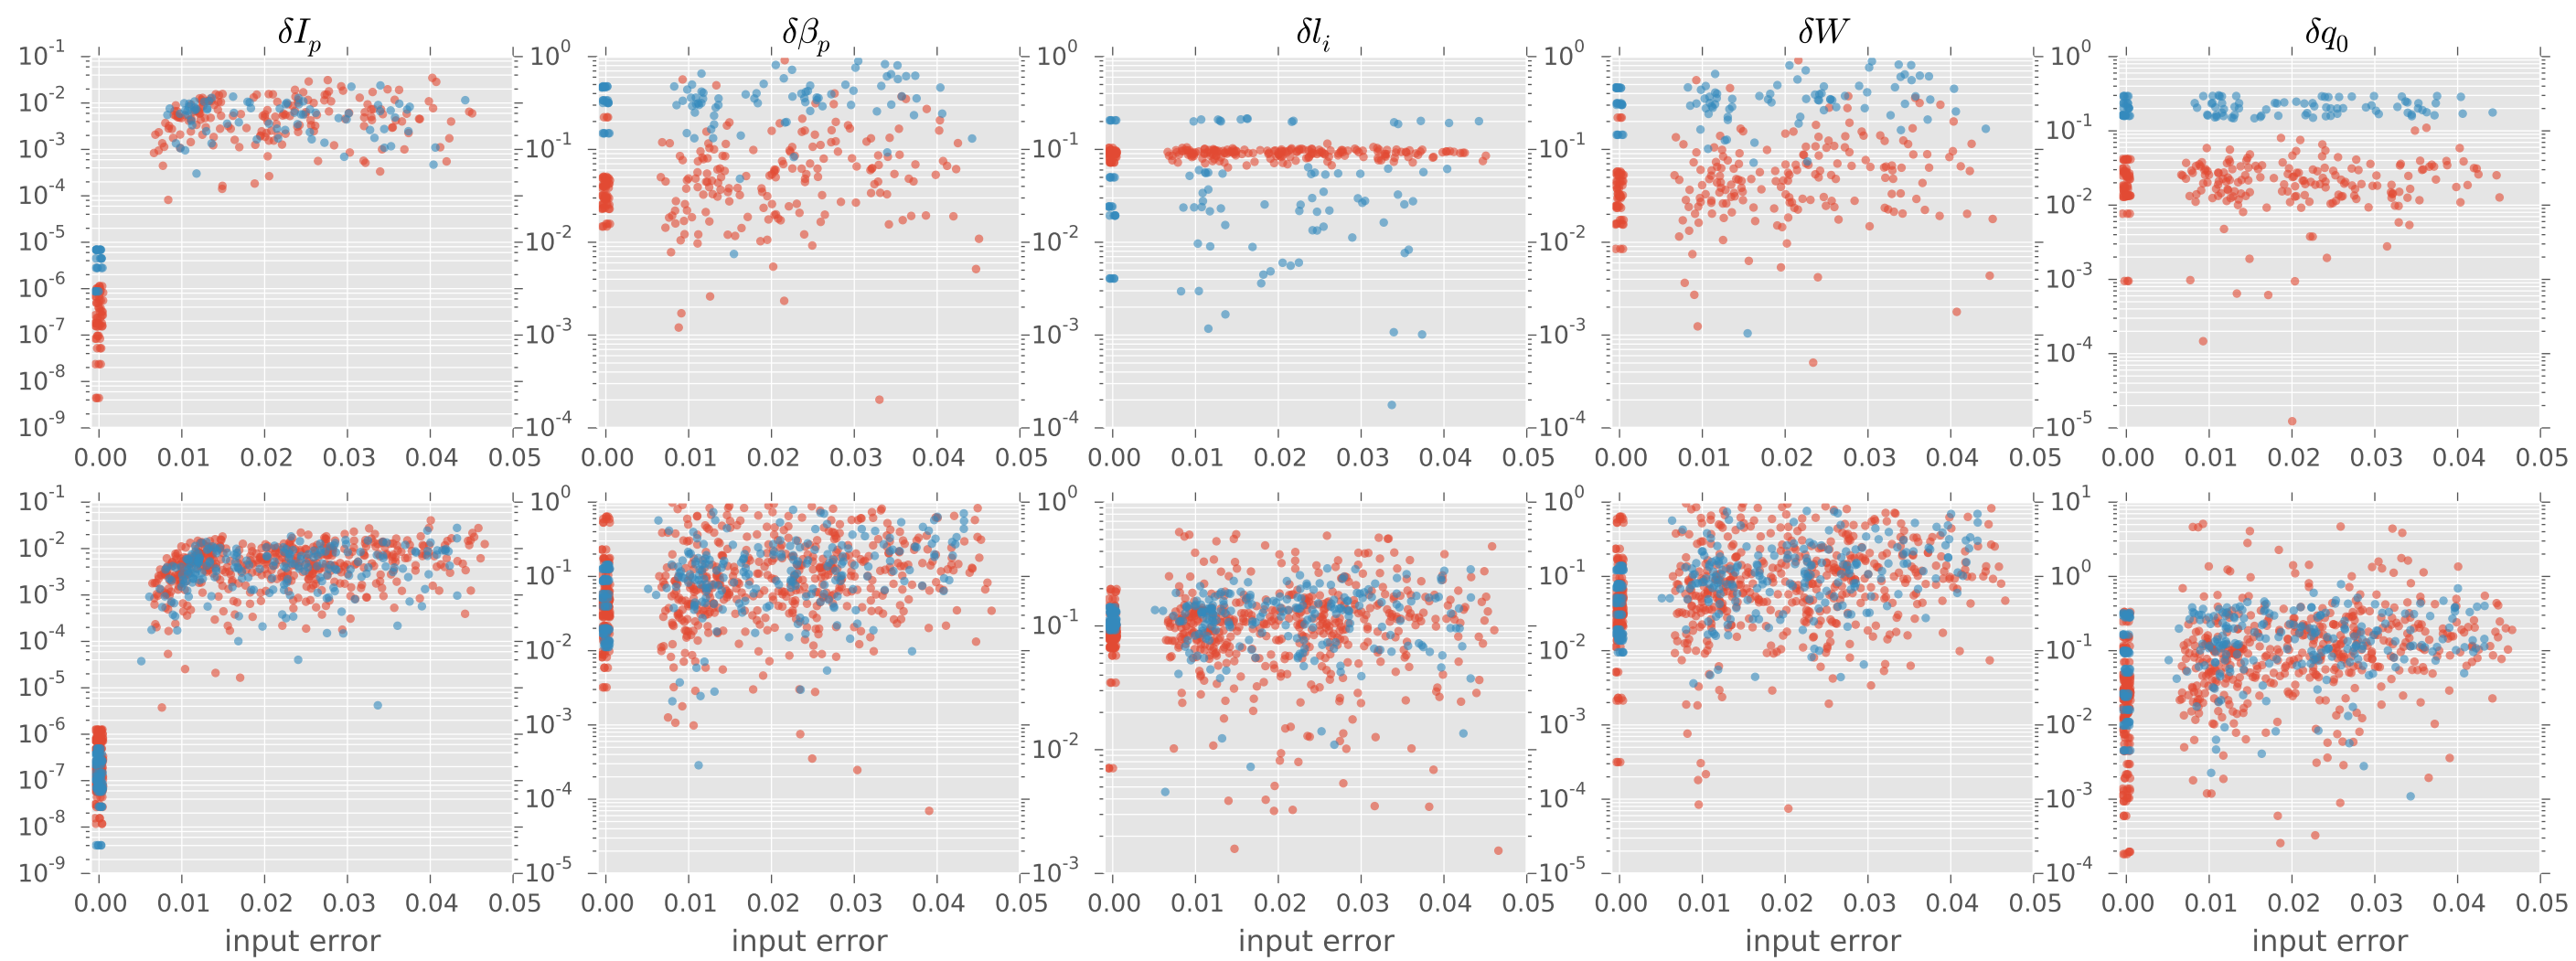 δI_p δβ_p δl_i δW δq_0
10^-1 10^0 10^0 10^0 10^0
10^-2 10^-1 10^-1 10^-1 10^-1
10^-3 10^-2 10^-2 10^-2 10^-2
10^-4 10^-3 10^-3 10^-3 10^-3
10^-5 10^-4 10^-4 10^-4 10^-4
10^-6 10^-5
10^-7
10^-8
10^-9
0.00 0.01 0.02 0.03 0.04 0.05 0.00 0.01 0.02 0.03 0.04 0.05 0.00 0.01 0.02 0.03 0.04 0.05 0.00 0.01 0.02 0.03 0.04 0.05 0.00 0.01 0.02 0.03 0.04 0.05
10^-1 10^0 10^0 10^0 10^1
10^-2 10^-1 10^-1 10^-1 10^0
10^-3 10^-2 10^-2 10^-2 10^-1
10^-4 10^-3 10^-3 10^-3 10^-2
10^-5 10^-4 10^-4 10^-3
10^-6 10^-5 10^-5 10^-4
10^-7
10^-8
10^-9
0.00 0.01 0.02 0.03 0.04 0.05 0.00 0.01 0.02 0.03 0.04 0.05 0.00 0.01 0.02 0.03 0.04 0.05 0.00 0.01 0.02 0.03 0.04 0.05 0.00 0.01 0.02 0.03 0.04 0.05
input error input error input error input error input error